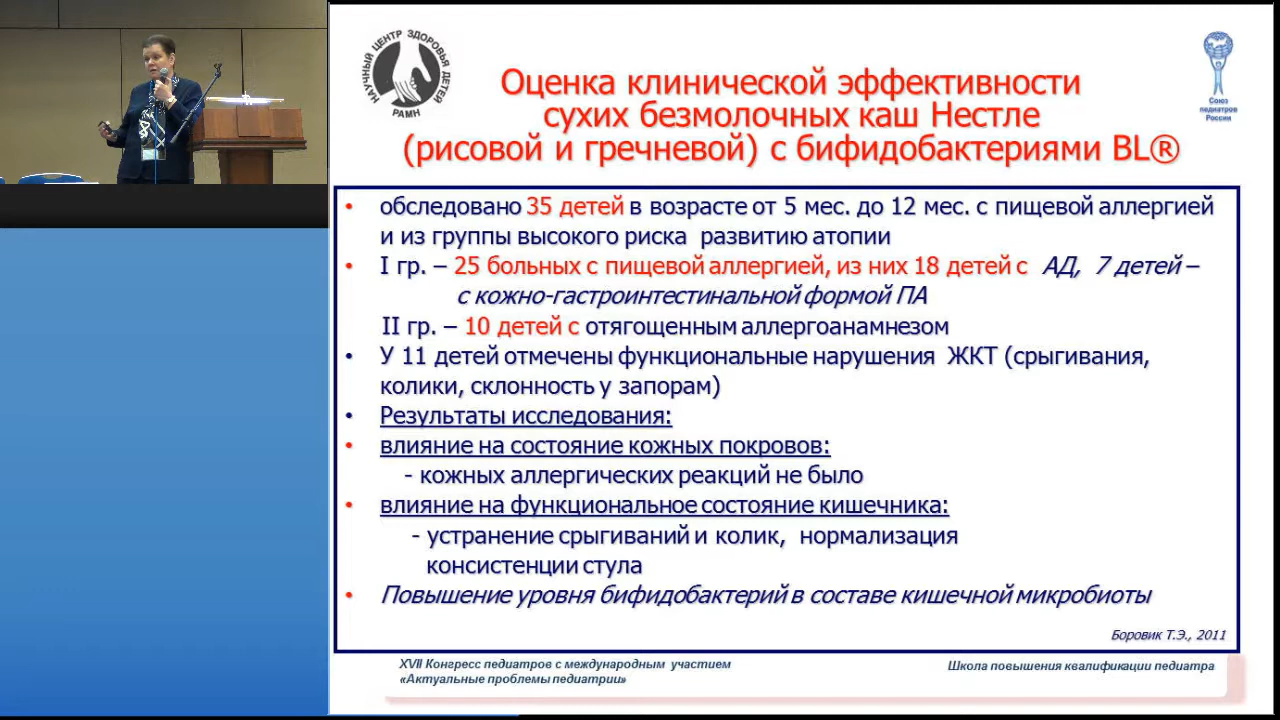 НАУЧНЫЙ ЦЕНТР ЗДОРОВЬЯ ДЕТЕЙ
РАМН
Союз
педиатров
России
Оценка клинической эффективности
сухих безмолочных каш Нестле
(рисовой и гречневой) с бифидобактериями BL®
• обследовано 35 детей в возрасте от 5 мес. до 12 мес. с пищевой аллергией
и из группы высокого риска развитию атопии
• I гр. – 25 больных с пищевой аллергией, из них 18 детей с АД, 7 детей –
с кожно-гастроинтестинальной формой ПА
II гр. – 10 детей с отягощенным аллергоанамнезом
• У 11 детей отмечены функциональные нарушения ЖКТ (срыгивания,
колики, склонность у запорам)
• Результаты исследования:
• влияние на состояние кожных покровов:
- кожных аллергических реакций не было
• влияние на функциональное состояние кишечника:
- устранение срыгиваний и колик, нормализация
консистенции стула
• Повышение уровня бифидобактерий в составе кишечной микробиоты
Боровик Т.Э., 2011
XVII Конгресс педиатров с международным участием
«Актуальные проблемы педиатрии»
Школа повышения квалификации педиатра